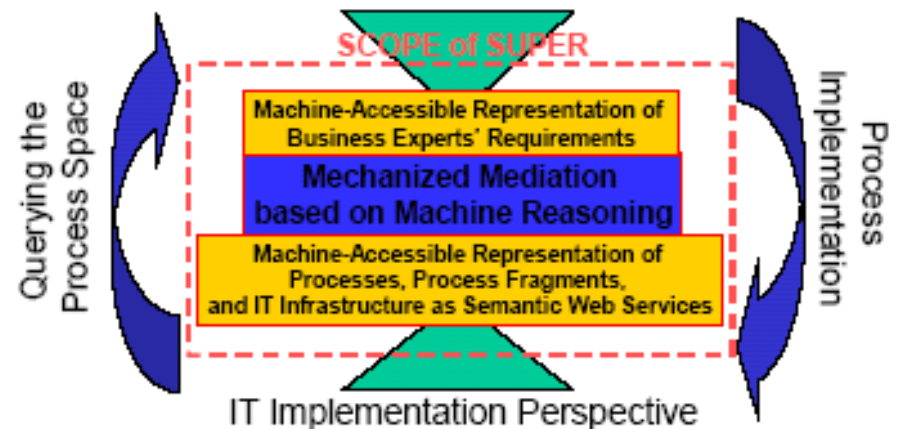 SCOPE of SUPER
Querying the
Process Space
Machine-Accessible Representation of
Business Experts' Requirements
Mechanized Mediation
based on Machine Reasoning
Machine-Accessible Representation of
Processes, Process Fragments,
and IT Infrastructure as Semantic Web Services
Process
Implementation
IT Implementation Perspective